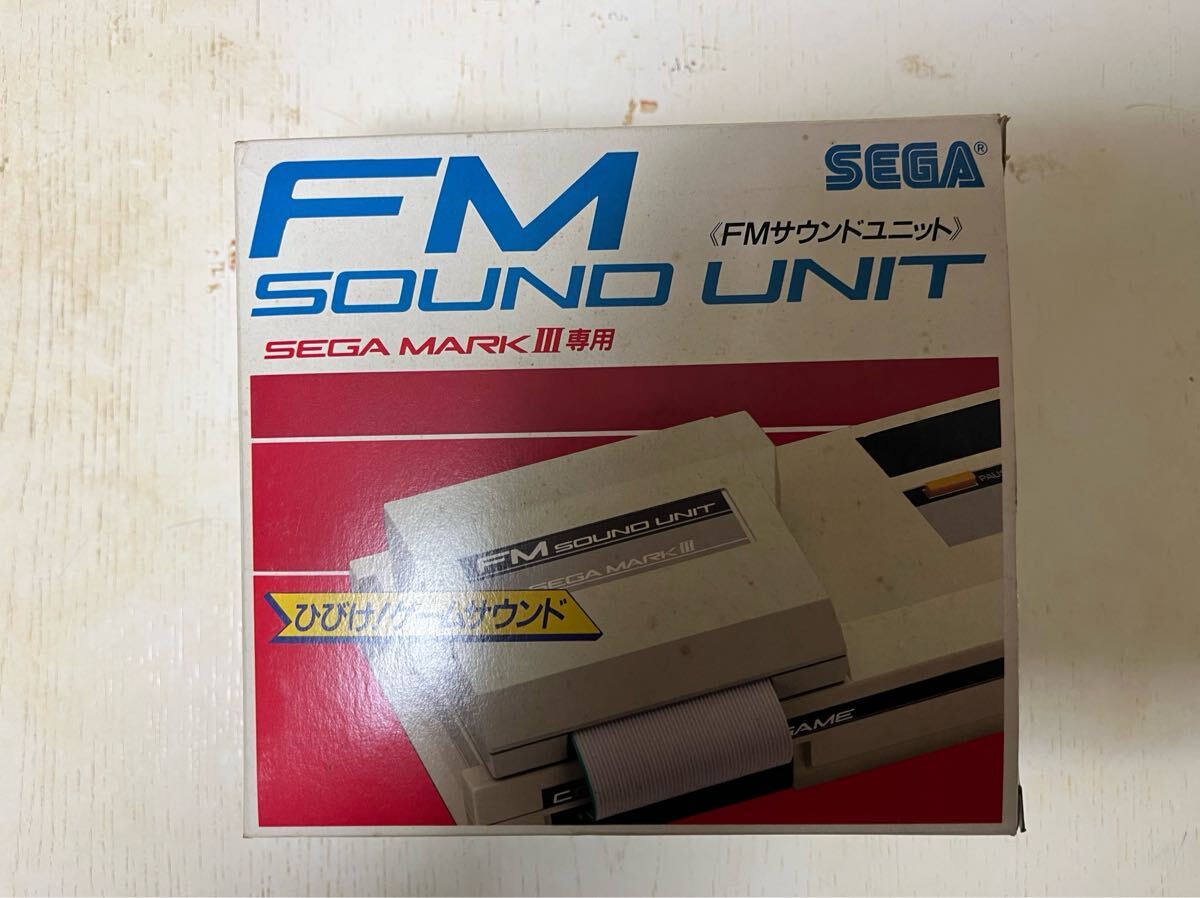 FM
SEGA®
《FMサウンドユニット》
SOUND UNIT
SEGA MARK III 専用
PAUS
FM SOUND UNIT
SEGA MARK III
ひびけ!ゲームサウンド
GAME